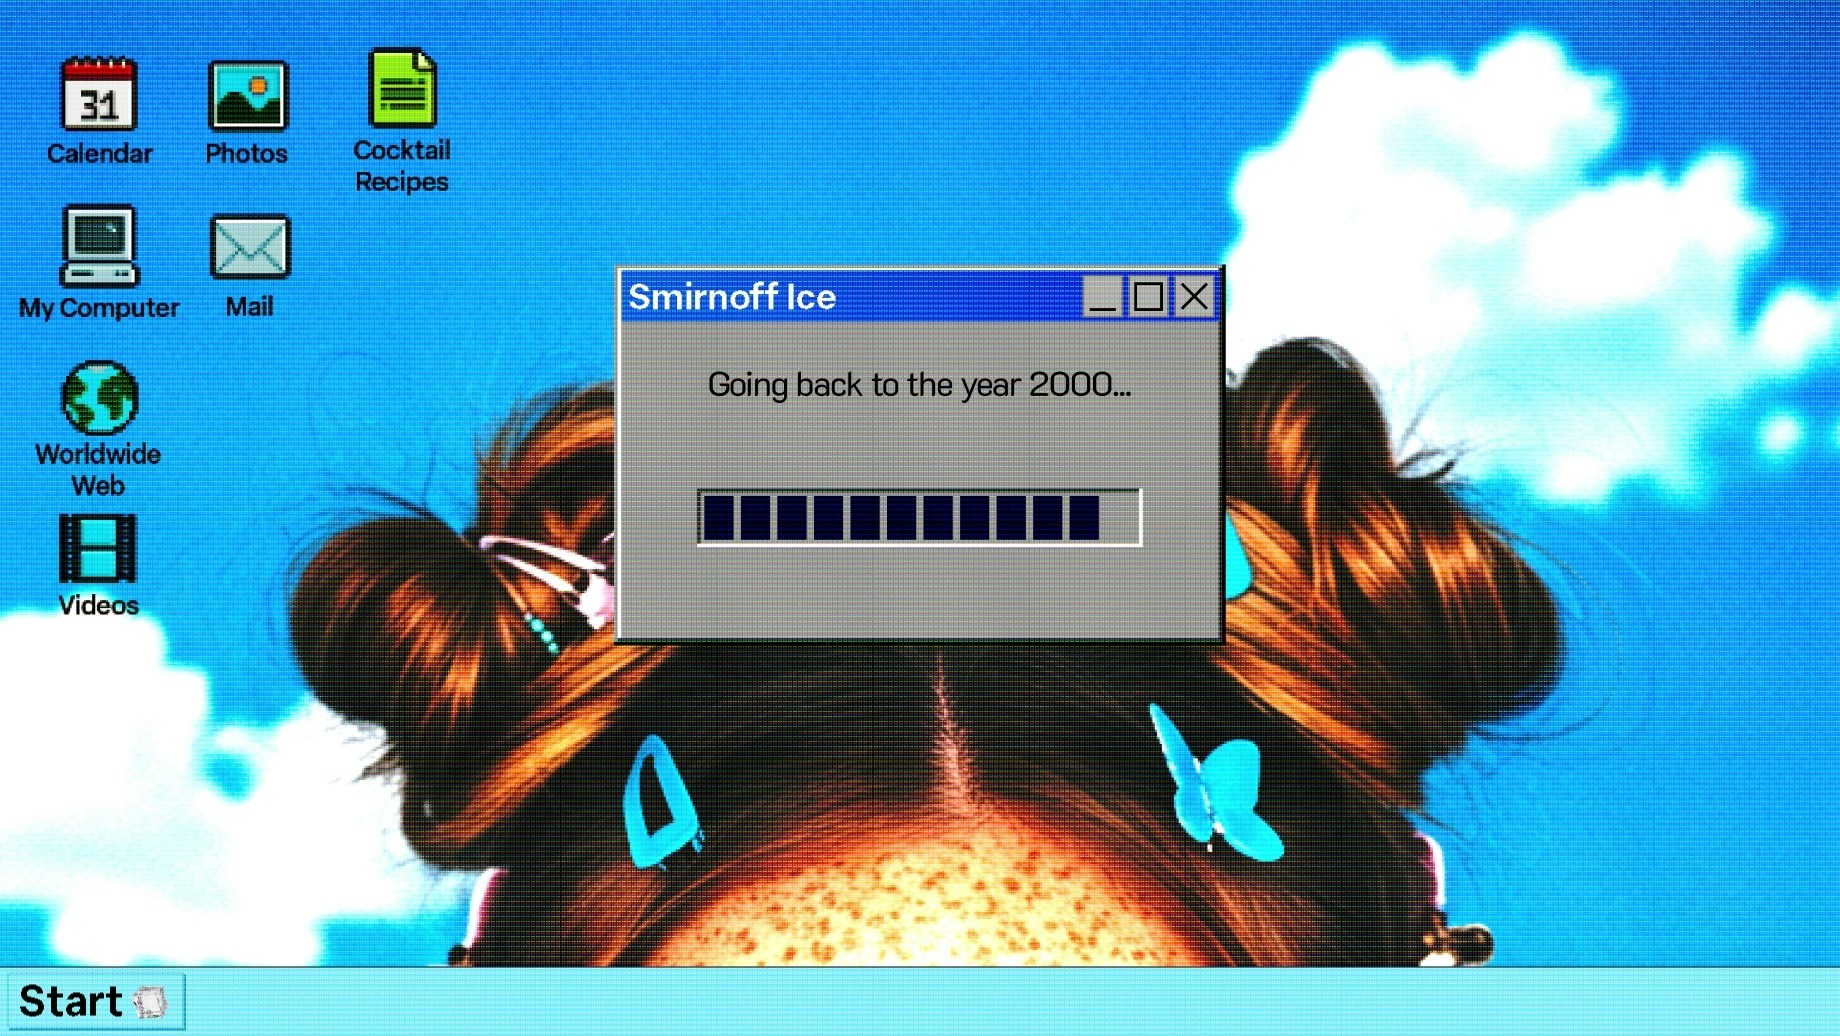 31
Calendar
Photos
Cocktail
Recipes
My Computer
Mail
Worldwide
Web
Videos
Smirnoff Ice
Going back to the year 2000...
Start